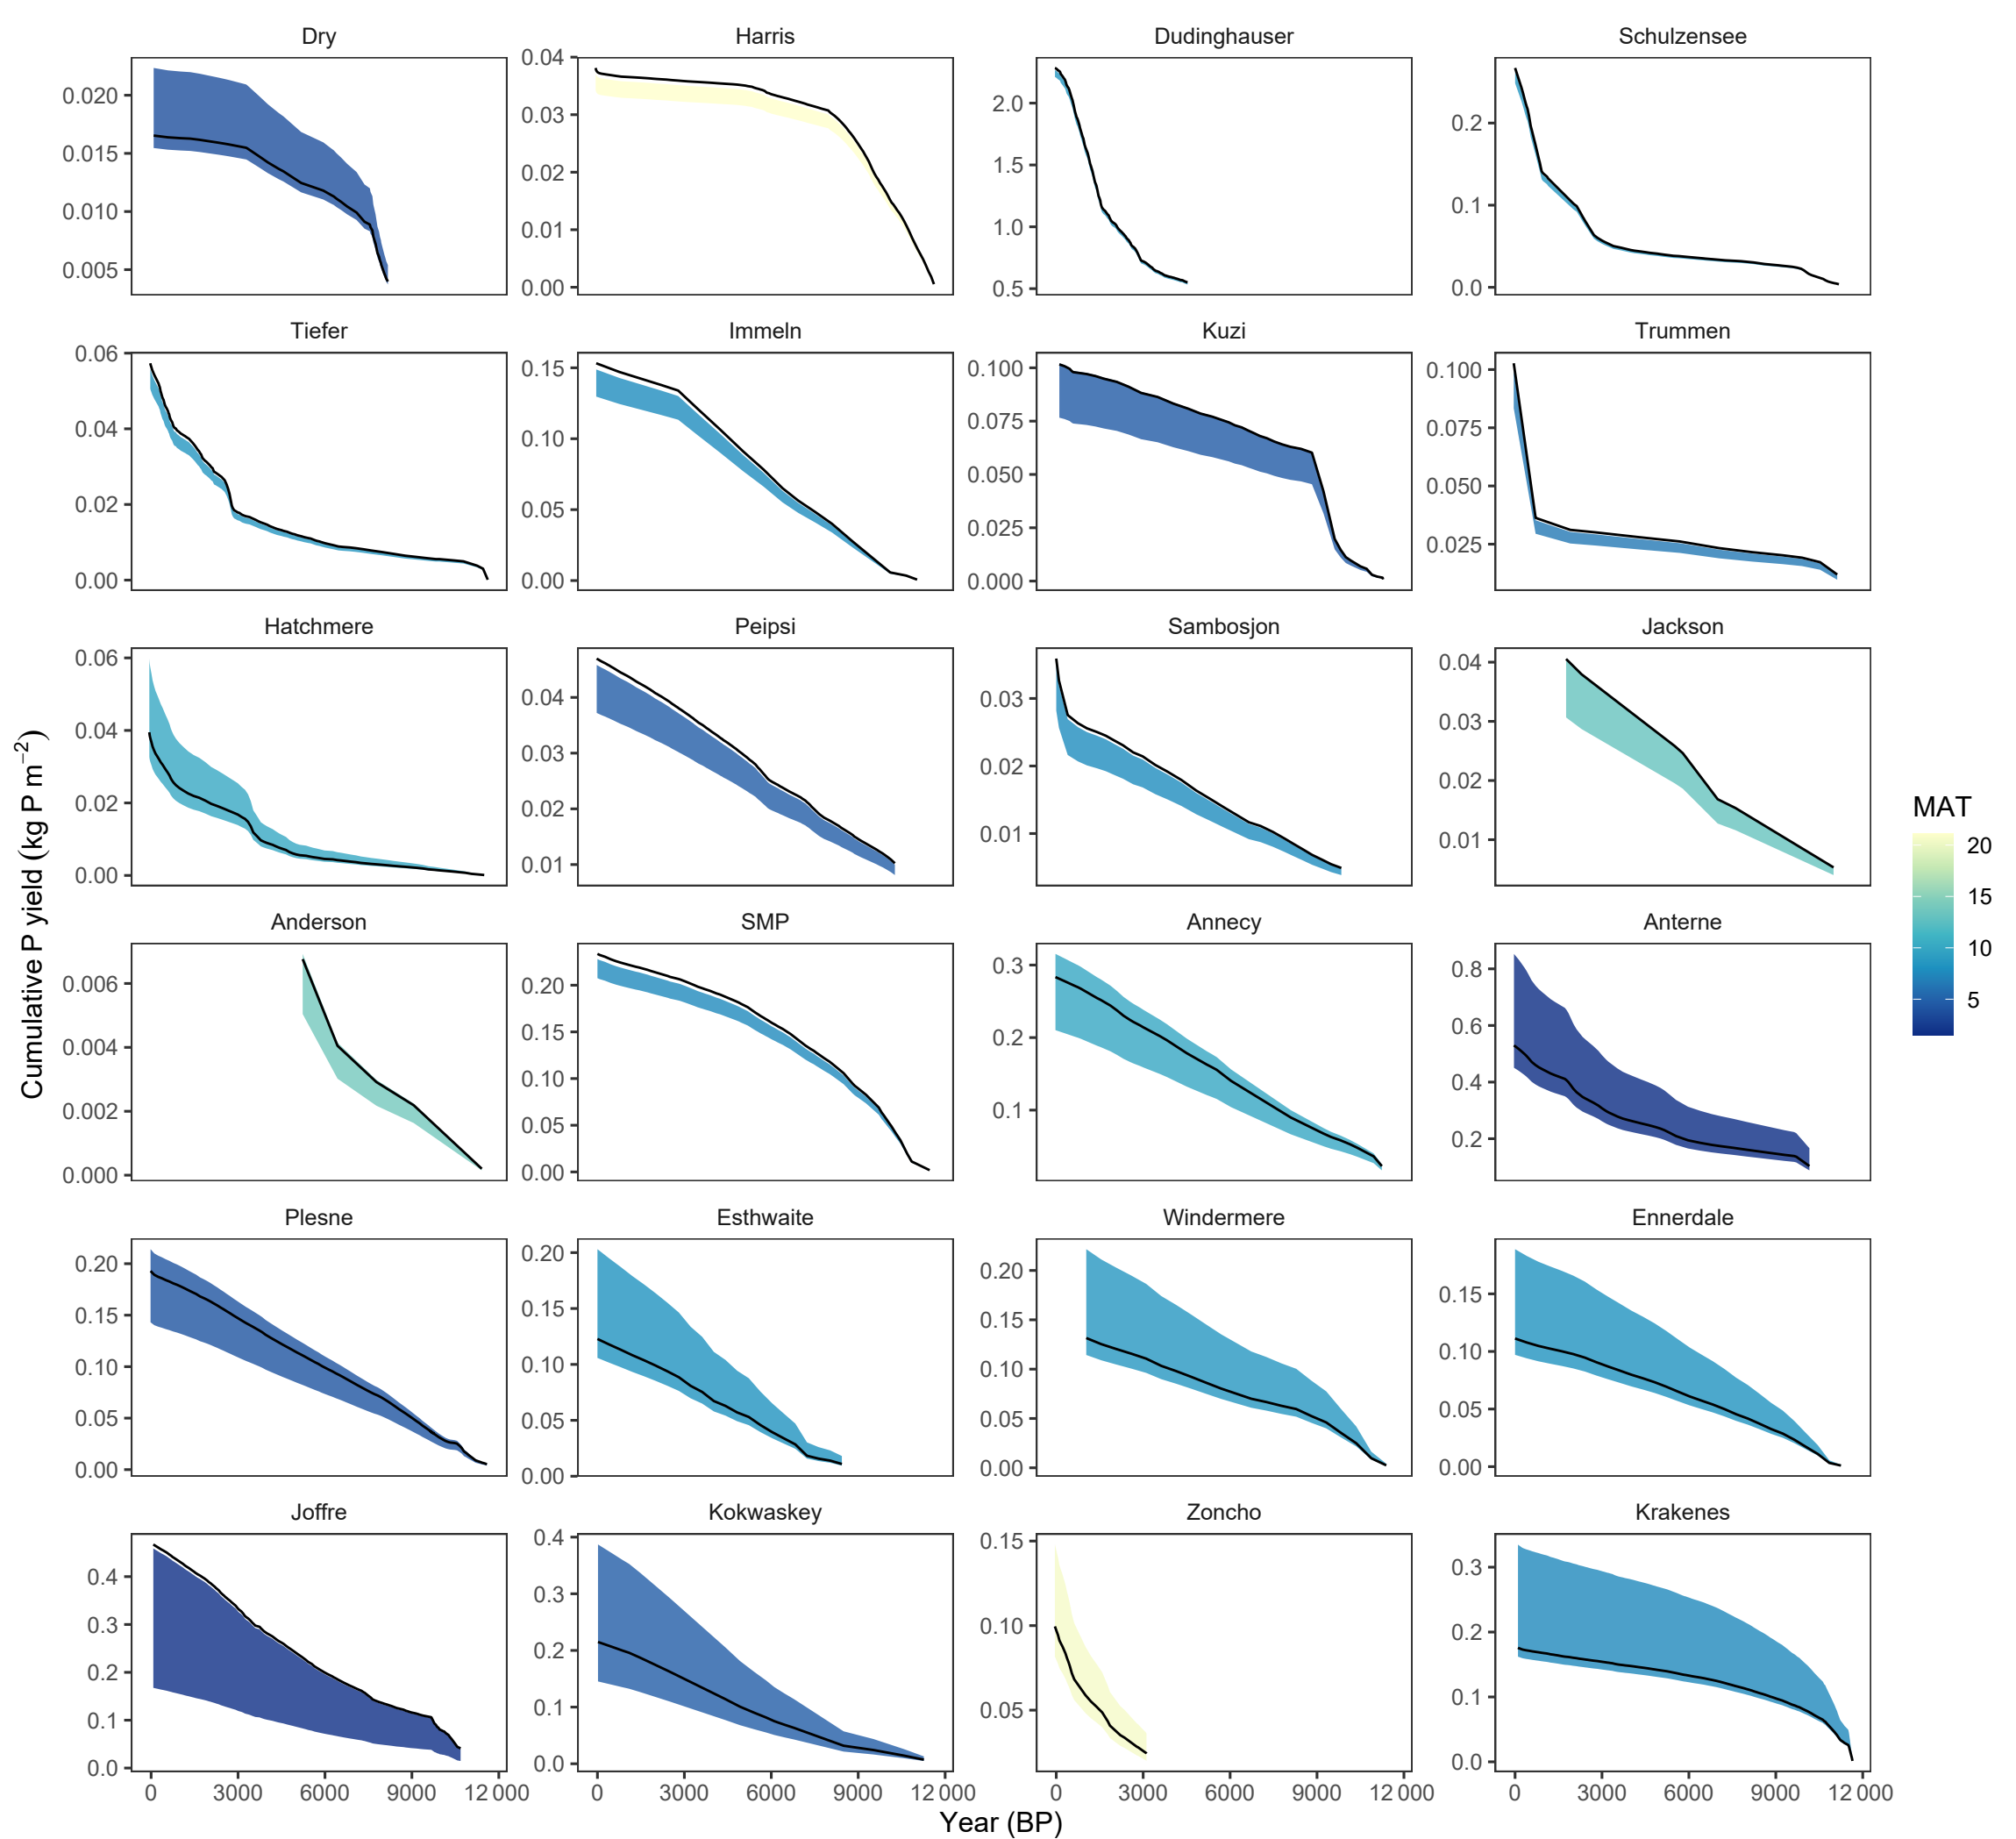 Dry Harris Dudinghauser Schulzensee
0.020 0.015 0.010 0.005
0.04 0.03 0.02 0.01 0.00
2.0 1.5 1.0 0.5
0.2 0.1 0.0
Tiefer Immeln Kuzi Trummen
0.06 0.04 0.02 0.00
0.15 0.10 0.05 0.00
0.100 0.075 0.050 0.025 0.000
0.100 0.075 0.050 0.025
Hatchmere Peipsi Sambosjon Jackson
0.06 0.04 0.02 0.00
0.04 0.03 0.02 0.01
0.03 0.02 0.01
0.04 0.03 0.02 0.01
Anderson SMP Annecy Anterne
0.006 0.004 0.002 0.000
0.20 0.15 0.10 0.05 0.00
0.3 0.2 0.1
0.8 0.6 0.4 0.2
Plesne Esthwaite Windermere Ennerdale
0.20 0.15 0.10 0.05 0.00
0.20 0.15 0.10 0.05 0.00
0.20 0.15 0.10 0.05 0.00
0.15 0.10 0.05 0.00
Joffre Kokwaskey Zoncho Krakenes
0.4 0.3 0.2 0.1 0.0
0.4 0.3 0.2 0.1 0.0
0.15 0.10 0.05
0.3 0.2 0.1 0.0
0 3000 6000 9000 12 000
0 3000 6000 9000 12 000
0 3000 6000 9000 12 000
0 3000 6000 9000 12 000
Year (BP)
Cumulative P yield (kg P m⁻²)
MAT
20
15
10
5